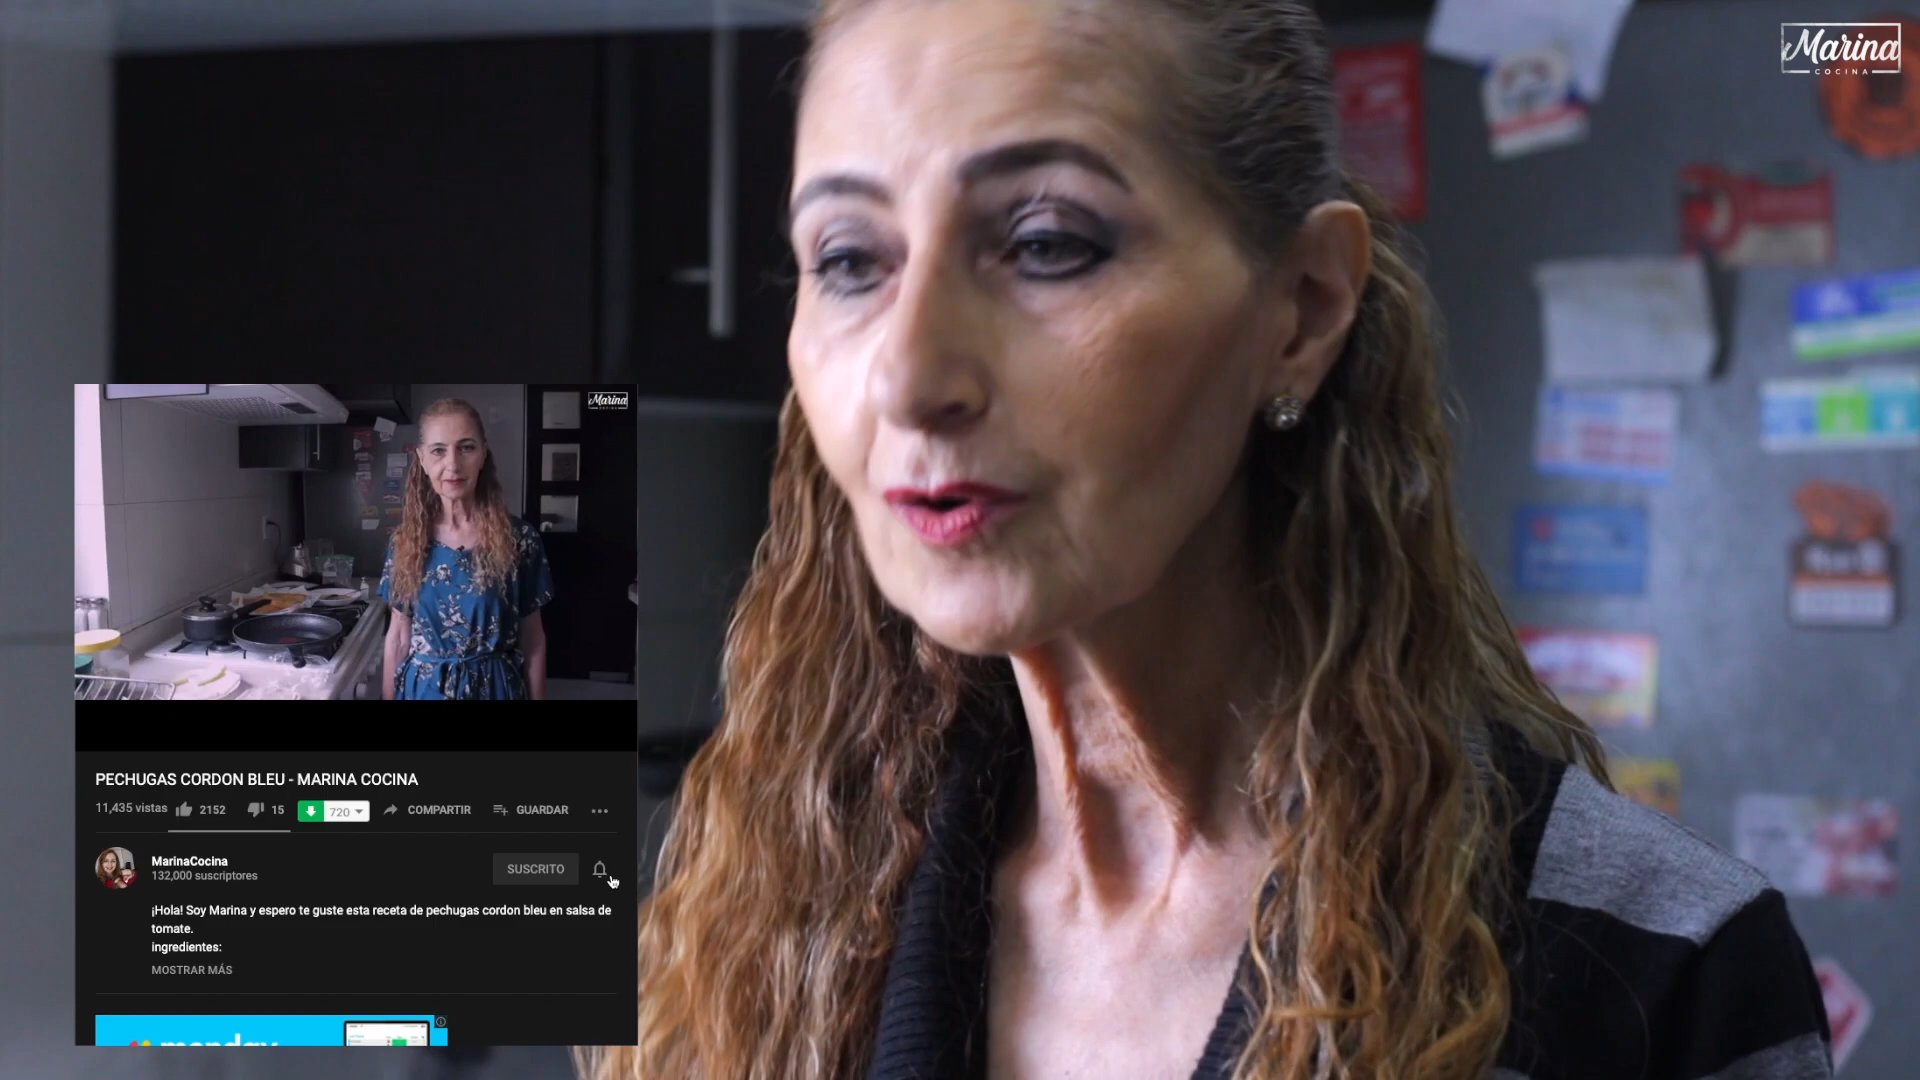 Marina
COCINA
Marina
COCINA
PECHUGAS CORDON BLEU - MARINA COCINA
11,435 vistas 2152 15 720 COMPARTIR GUARDAR
MarinaCocina
132,000 suscriptores
SUSCRITO
¡Hola! Soy Marina y espero te guste esta receta de pechugas cordon bleu en salsa de
tomate.
ingredientes:
MOSTRAR MÁS
monday